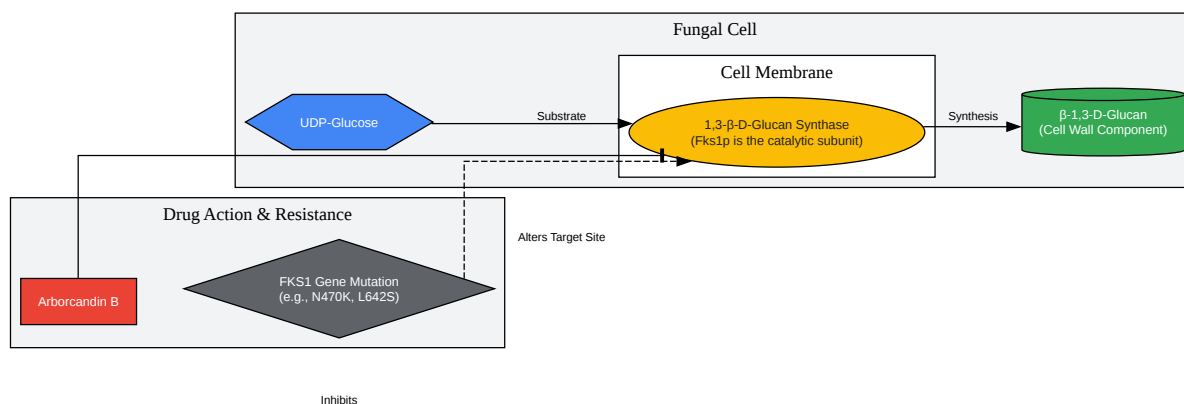 Fungal Cell
Cell Membrane
UDP-Glucose
Substrate
1,3-β-D-Glucan Synthase
(Fks1p is the catalytic subunit)
Synthesis
β-1,3-D-Glucan
(Cell Wall Component)
Drug Action & Resistance
Alters Target Site
Arborcandin B
FKS1 Gene Mutation
(e.g., N470K, L642S)
Inhibits